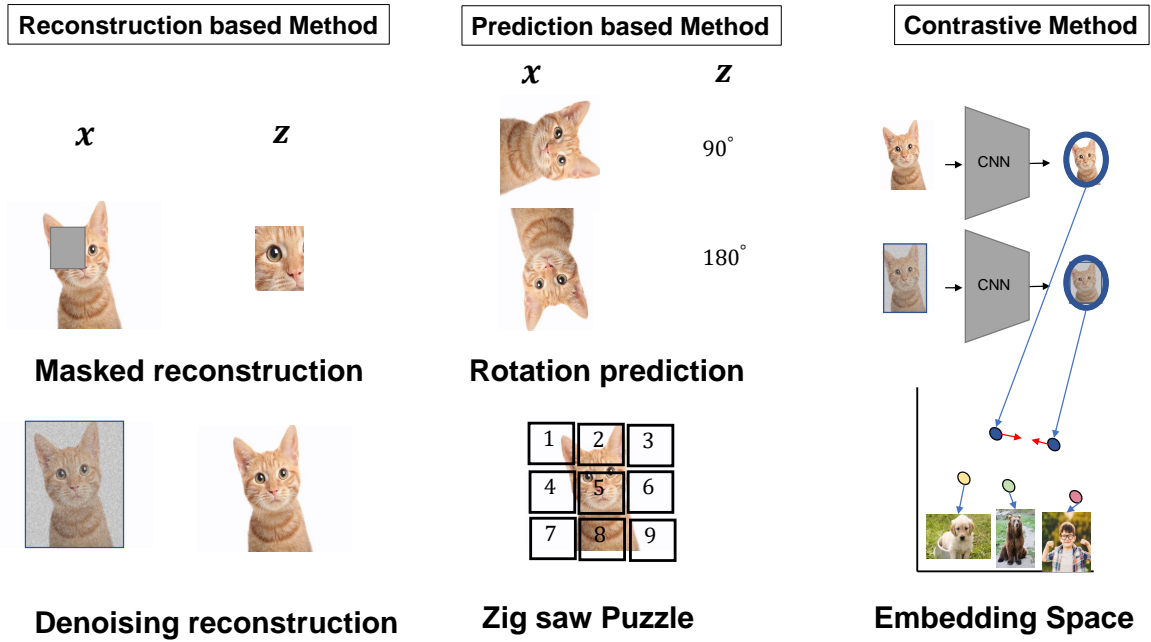 Reconstruction based Method
x z
Masked reconstruction
Denoising reconstruction
Prediction based Method
x z
90°
180°
Rotation prediction
1 2 3
4 5 6
7 8 9
Zig saw Puzzle
Contrastive Method
CNN
CNN
Embedding Space